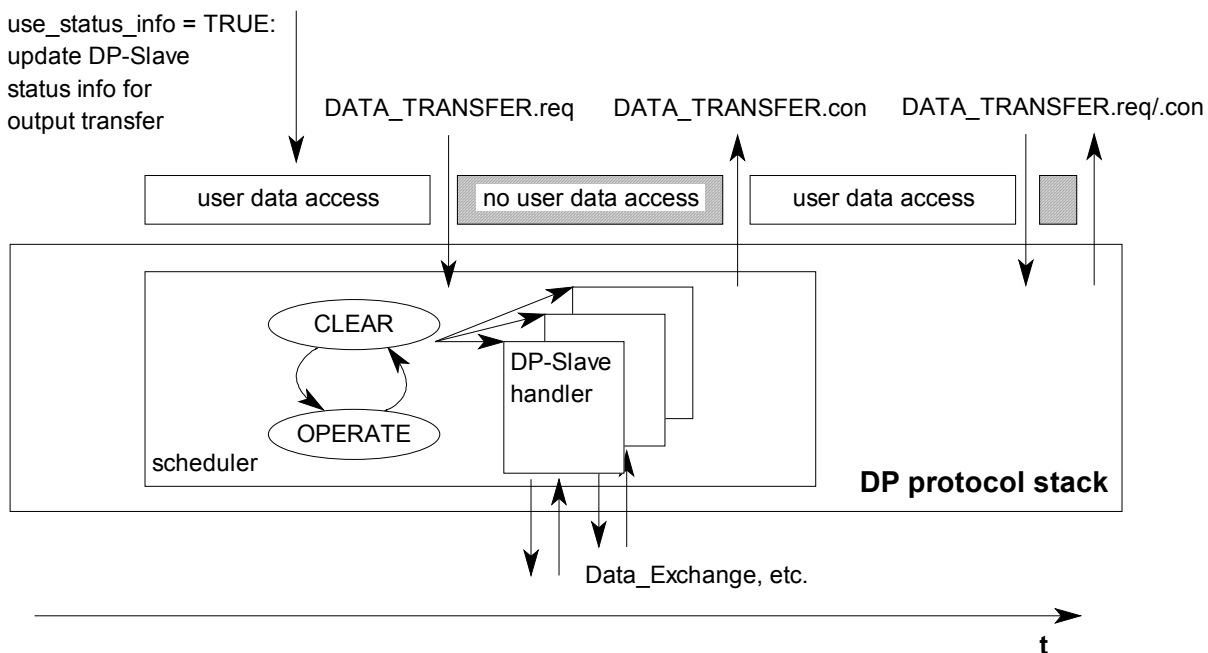 use_status_info = TRUE:
update DP-Slave
status info for
output transfer
DATA_TRANSFER.req
DATA_TRANSFER.con
DATA_TRANSFER.req/.con
user data access
no user data access
user data access
CLEAR
DP-Slave
handler
OPERATE
scheduler
DP protocol stack
Data_Exchange, etc.
t